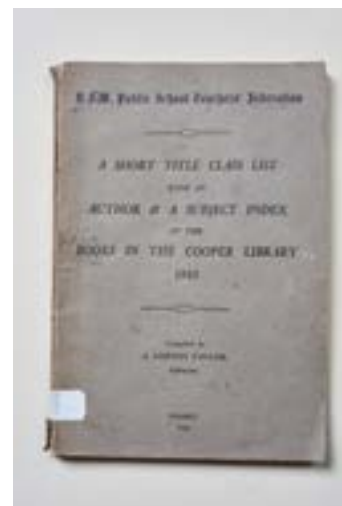 N.S.W. Public School Teachers' Federation
A SHORT TITLE CLASS LIST
WITH AN
AUTHOR & A SUBJECT INDEX
OF THE
BOOKS IN THE COOPER LIBRARY
Compiled by